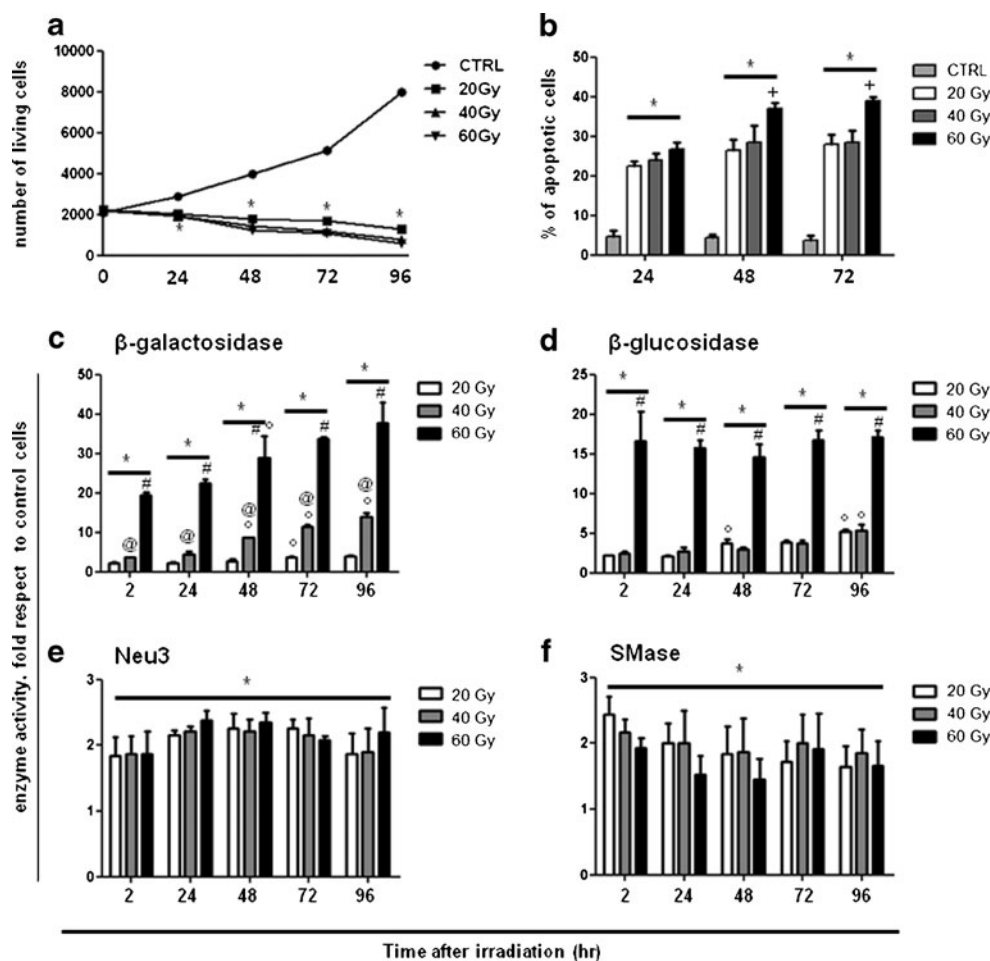 a
number of living cells
10000
8000
6000
4000
2000
0
0 24 48 72 96
CTRL
20Gy
40Gy
60Gy
* * * *
b
% of apoptotic cells
50
40
30
20
10
0
24 48 72
CTRL
20 Gy
40 Gy
60 Gy
* * *
+ +
enzyme activity, fold respect to control cells
c β-galactosidase
50
40
30
20
10
0
2 24 48 72 96
20 Gy
40 Gy
60 Gy
* * * * *
# # # # #
@ @ @ @ @
d β-glucosidase
25
20
15
10
5
0
2 24 48 72 96
20 Gy
40 Gy
60 Gy
* * * * *
# # # # #
e Neu3
3
2
1
0
2 24 48 72 96
20 Gy
40 Gy
60 Gy
*
f SMase
3
2
1
0
2 24 48 72 96
20 Gy
40 Gy
60 Gy
*
Time after irradiation (hr)